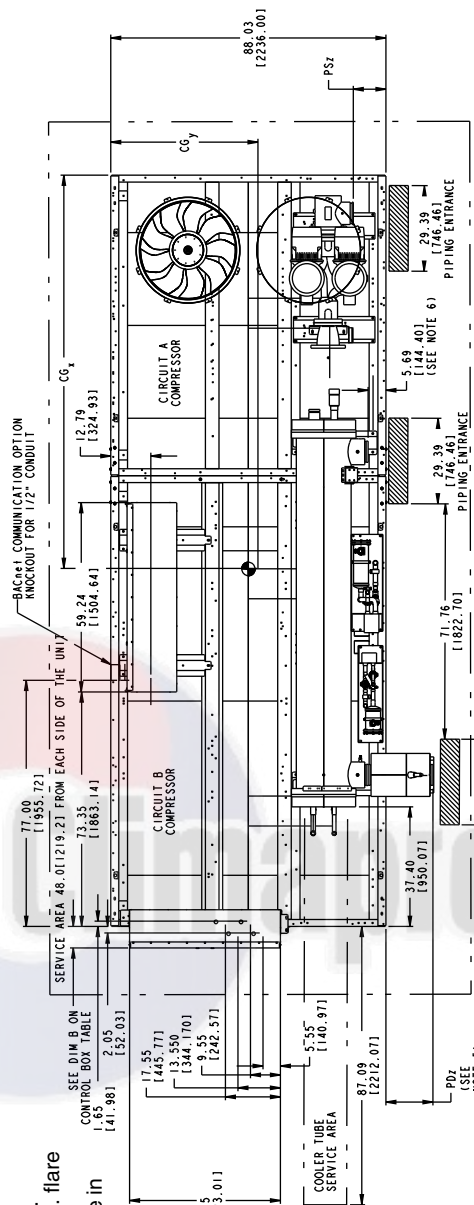 88.03
[2236.00]
PSz
CGy
CGx
29.39
[746.46]
PIPING ENTRANCE
5.69
[144.40]
(SEE NOTE 6)
CIRCUIT A
COMPRESSOR
12.79
[324.93]
29.39
[746.46]
PIPING ENTRANCE
BACnet COMMUNICATION OPTION
KNOCKOUT FOR 1/2" CONDUIT
59.24
[1504.64]
71.76
[1822.70]
77.00
[1955.72]
73.35
[1863.14]
SERVICE AREA 48.0[1219.2] FROM EACH SIDE OF THE UNIT
CIRCUIT B
COMPRESSOR
37.40
[950.07]
SEE DIM B ON
CONTROL BOX TABLE
1.65
[41.98]
2.05
[52.03]
17.55
[445.77]
13.550
[344.170]
9.55
[242.57]
5.55
[140.97]
COOLER TUBE
SERVICE AREA
87.09
[2212.07]
PDz
(SEE
5
3.01]
. flare
e in
Climapro